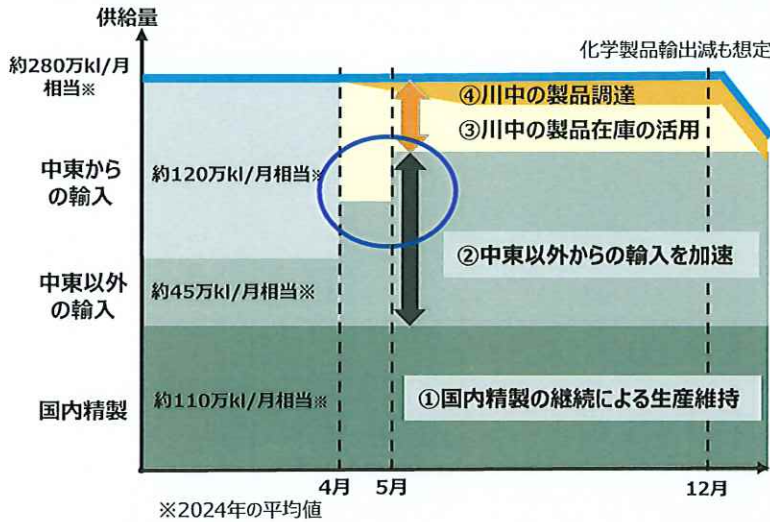 供給量
化学製品輸出減も想定
約280万kl/月
相当※
④川中の製品調達
③川中の製品在庫の活用
中東から
の輸入
約120万kl/月相当※
②中東以外からの輸入を加速
中東以外
の輸入
約45万kl/月相当※
国内精製
約110万kl/月相当※
①国内精製の継続による生産維持
4月
5月
12月
※2024年の平均値